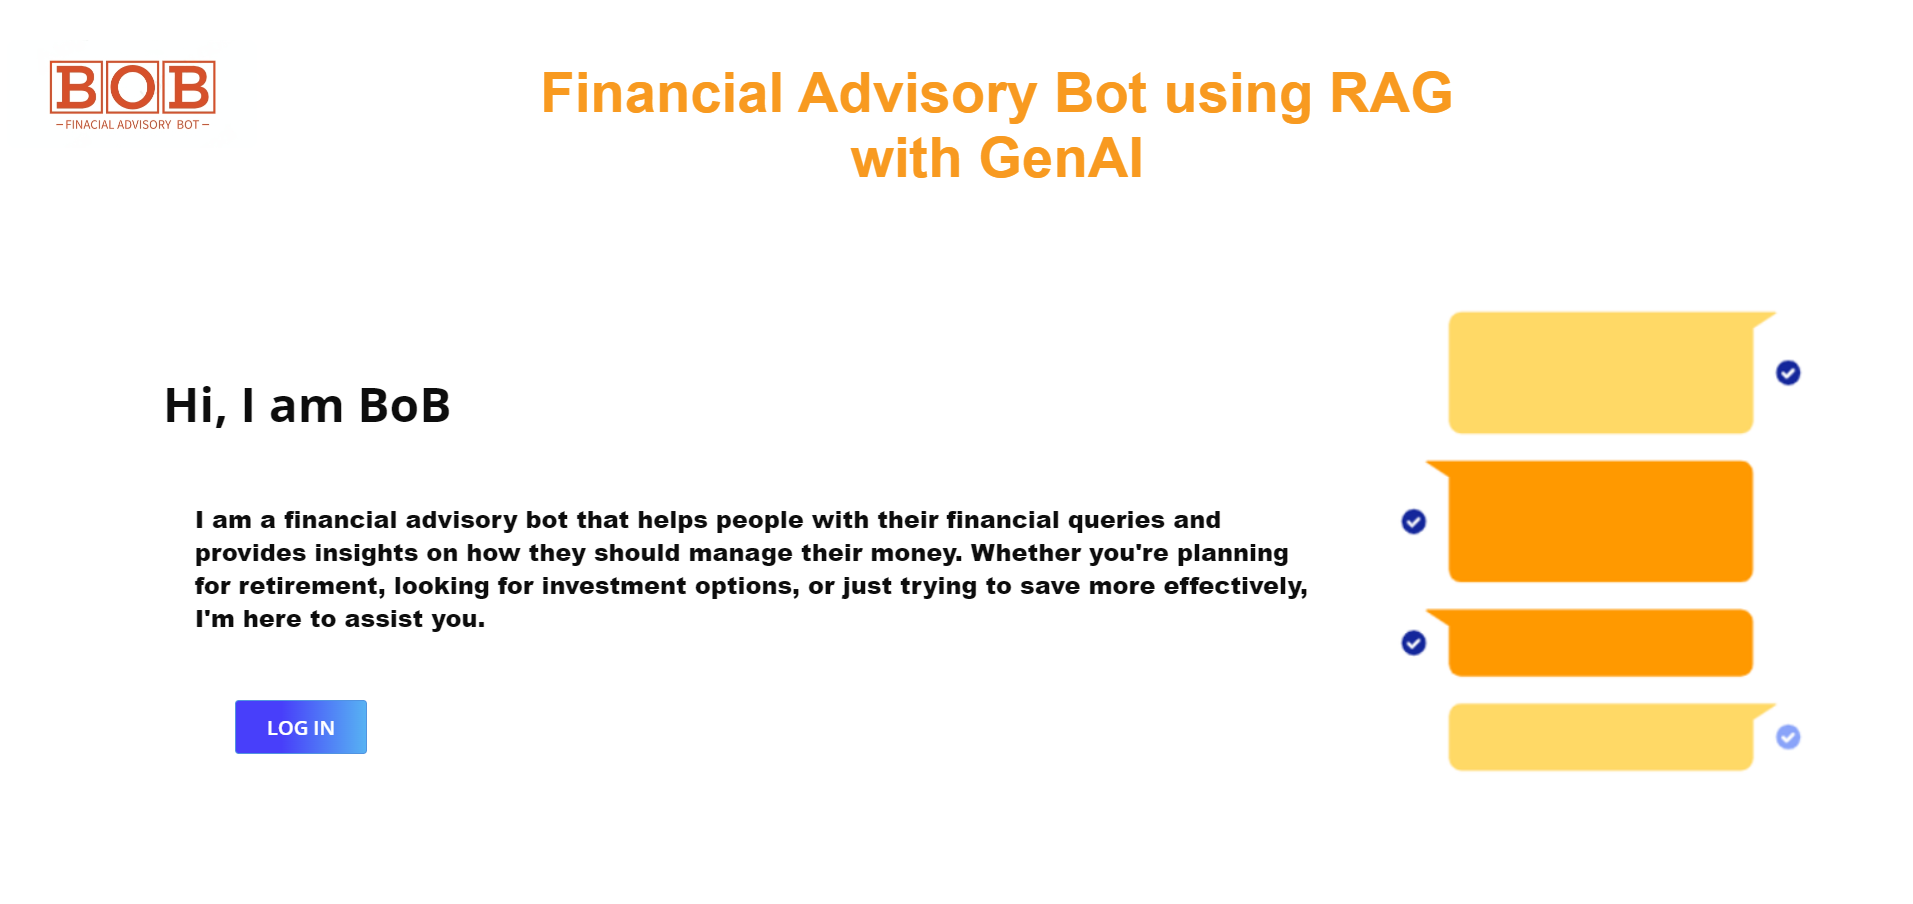 BOB
FINACIAL ADVISORY BOT
Financial Advisory Bot using RAG
with GenAI
Hi, I am BoB
I am a financial advisory bot that helps people with their financial queries and
provides insights on how they should manage their money. Whether you're planning
for retirement, looking for investment options, or just trying to save more effectively,
I'm here to assist you.
LOG IN